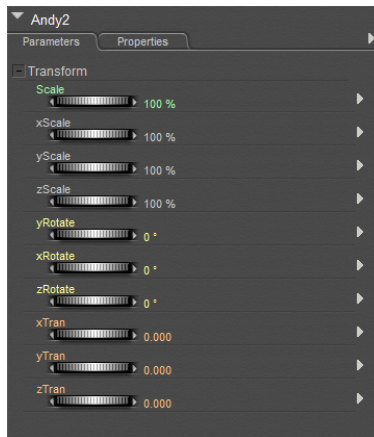 Andy2
Parameters Properties
Transform
Scale
100 %
xScale
100 %
yScale
100 %
zScale
100 %
yRotate
0 °
xRotate
0 °
zRotate
0 °
xTran
0.000
yTran
0.000
zTran
0.000